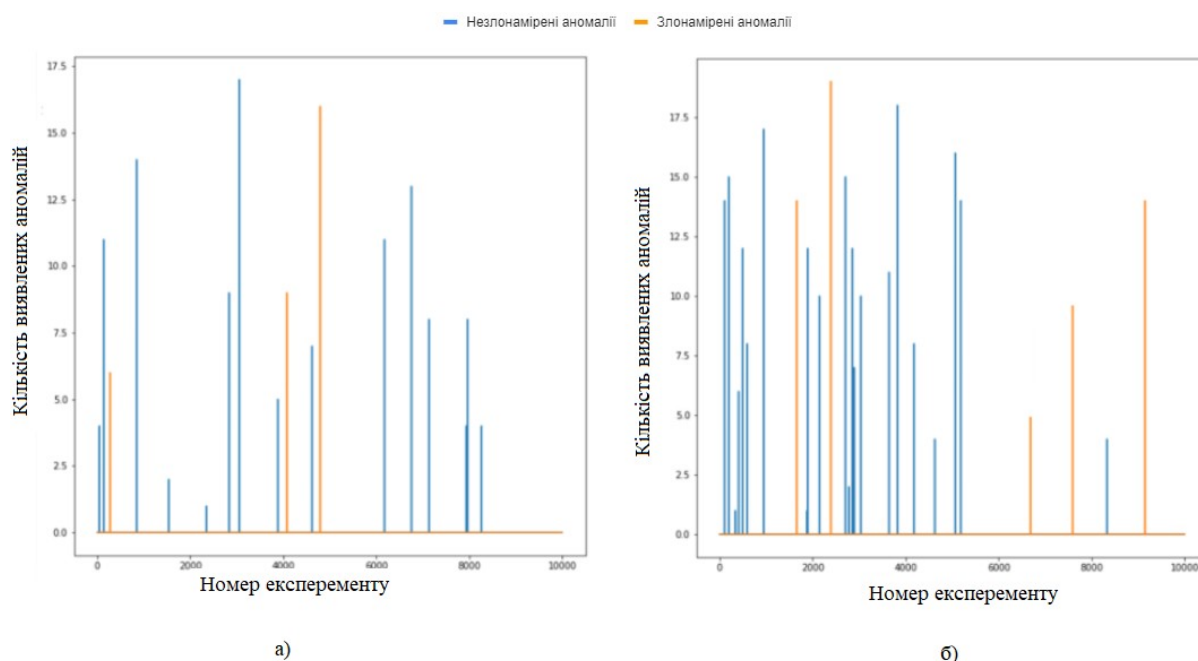 Незлонамірені аномалії Злонамірені аномалії
Кількість виявлених аномалій
17.5
15.0
12.5
10.0
7.5
5.0
2.5
0.0
0 2000 4000 6000 8000 10000
Номер експеременту
а)
Кількість виявлених аномалій
17.5
15.0
12.5
10.0
7.5
5.0
2.5
0.0
0 2000 4000 6000 8000 10000
Номер експеременту
б)